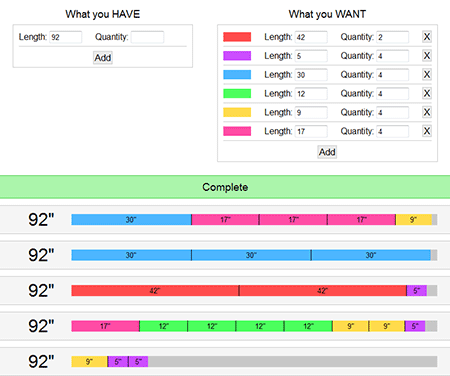 What you HAVE
Length: 92 Quantity:
Add
What you WANT
Length: 42 Quantity: 2 X
Length: 5 Quantity: 4 X
Length: 30 Quantity: 4 X
Length: 12 Quantity: 4 X
Length: 9 Quantity: 4 X
Length: 17 Quantity: 4 X
Add
Complete
92" 30" 17" 17" 17" 9"
92" 30" 30" 30"
92" 42" 42" 5"
92" 17" 12" 12" 12" 12" 9" 9" 5"
92" 9" 5" 5"